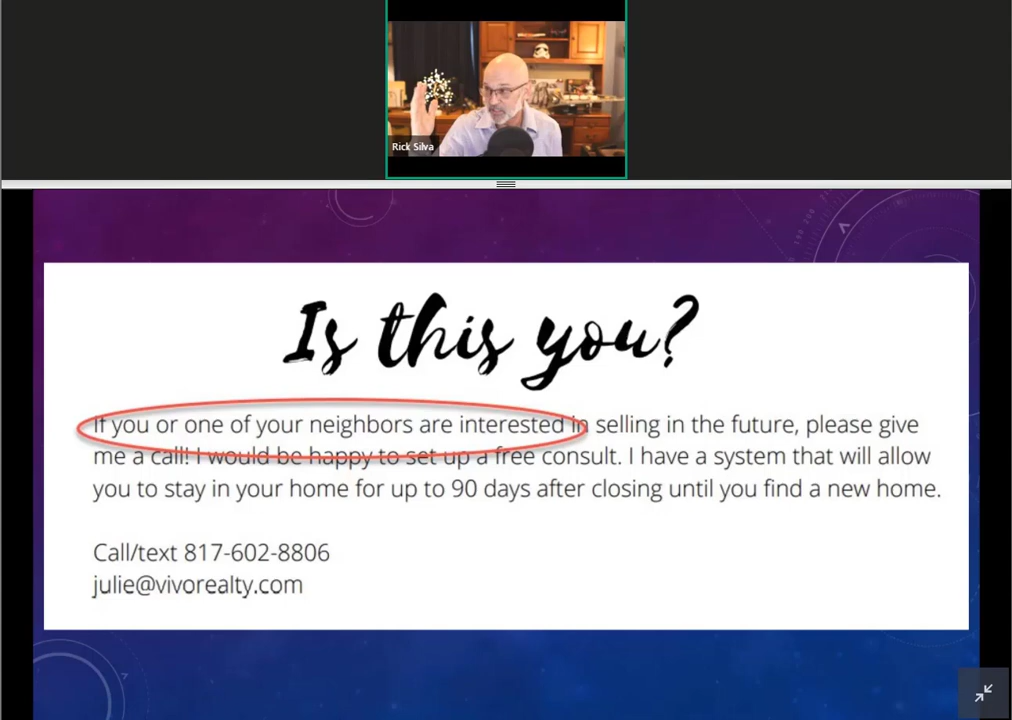 Rick Silva
Is this you?
If you or one of your neighbors are interested in selling in the future, please give
me a call! I would be happy to set up a free consult. I have a system that will allow
you to stay in your home for up to 90 days after closing until you find a new home.
Call/text 817-602-8806
julie@vivorealty.com